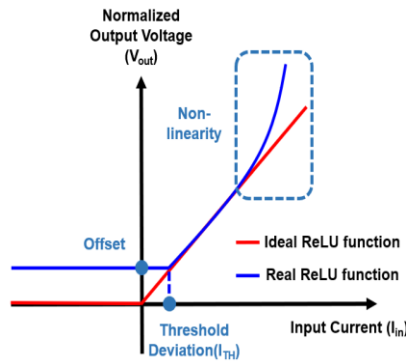 Normalized
Output Voltage
(Vout)
Non-
linearity
Offset
Ideal ReLU function
Real ReLU function
Threshold
Deviation(ITH)
Input Current (Iin)